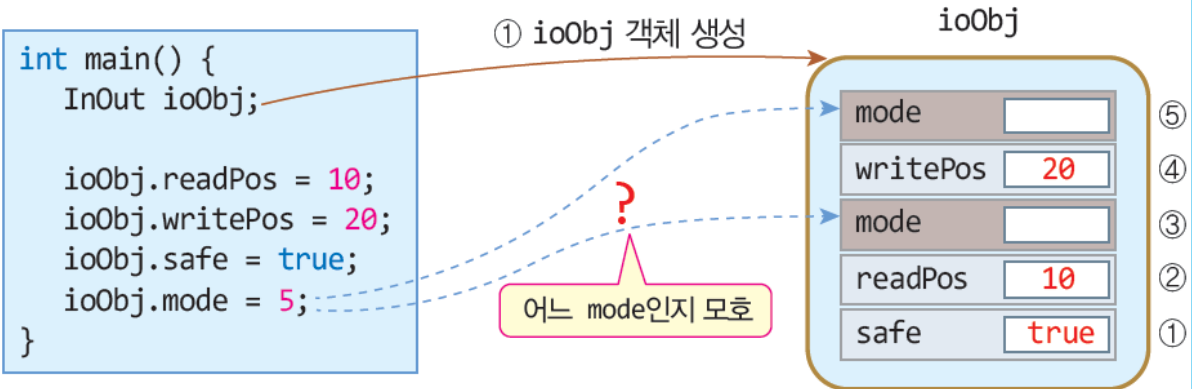 int main() {
InOut ioObj;
ioObj.readPos = 10;
ioObj.writePos = 20;
ioObj.safe = true;
ioObj.mode = 5;
}
① ioObj 객체 생성
?
어느 mode인지 모호
ioObj
mode ⑤
writePos 20 ④
mode ③
readPos 10 ②
safe true ①